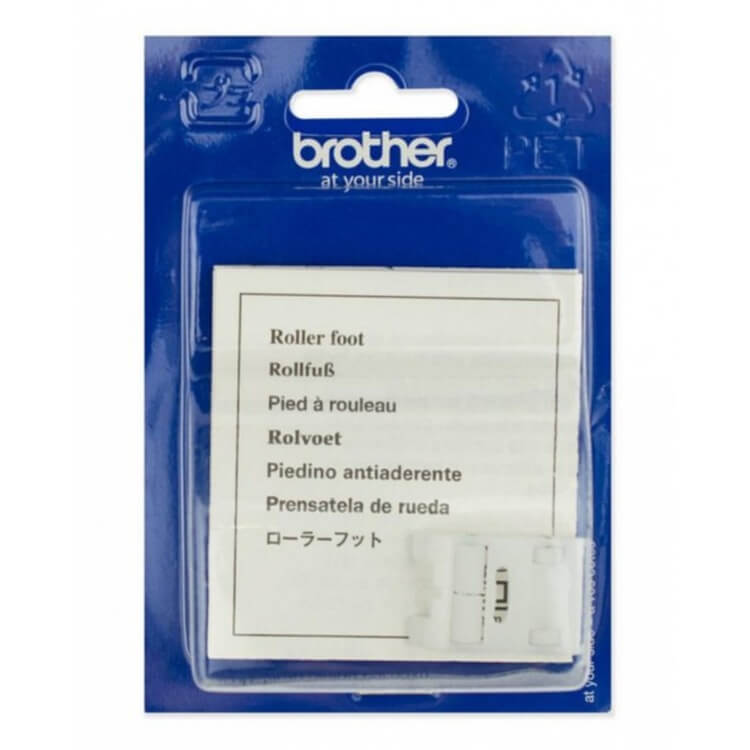 1
PET
brother®
at your side
Roller foot
Rollfuß
Pied à rouleau
Rolvoet
Piedino antiaderente
Prensatela de rueda
ローラーフット